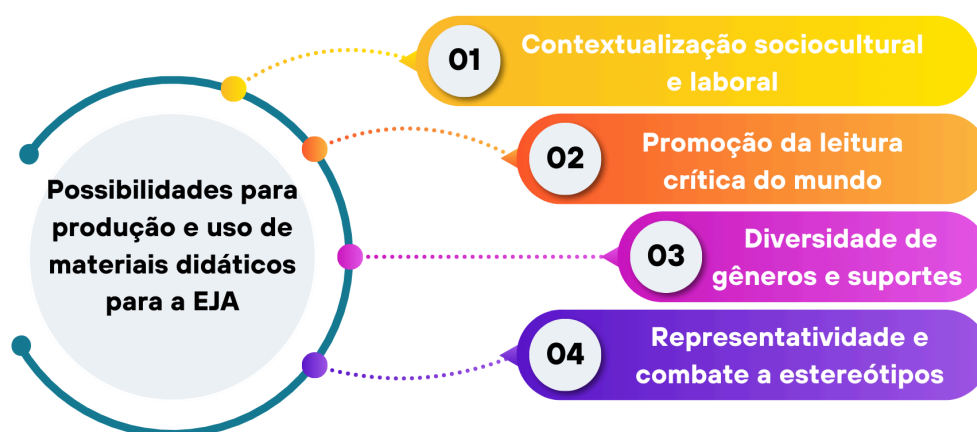 Possibilidades para
produção e uso de
materiais didáticos
para a EJA
01
Contextualização sociocultural
e laboral
02
Promoção da leitura
crítica do mundo
03
Diversidade de
gêneros e suportes
04
Representatividade e
combate a estereótipos